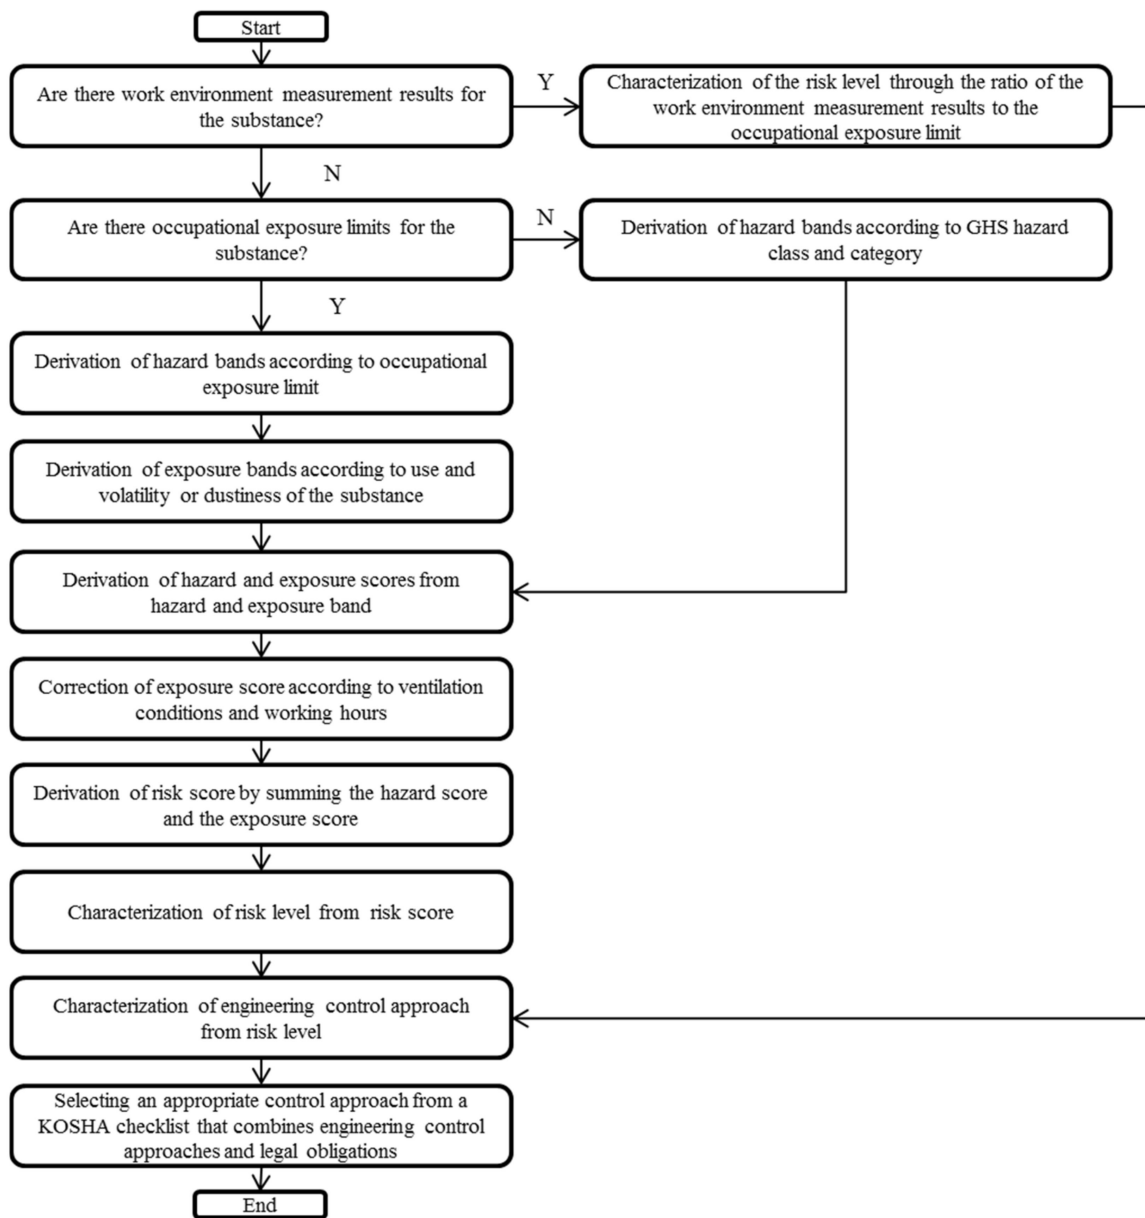 Start
Are there work environment measurement results for
the substance?
Y
Characterization of the risk level through the ratio of the
work environment measurement results to the
occupational exposure limit
N
Are there occupational exposure limits for the
substance?
N
Derivation of hazard bands according to GHS hazard
class and category
Y
Derivation of hazard bands according to occupational
exposure limit
Derivation of exposure bands according to use and
volatility or dustiness of the substance
Derivation of hazard and exposure scores from
hazard and exposure band
Correction of exposure score according to ventilation
conditions and working hours
Derivation of risk score by summing the hazard score
and the exposure score
Characterization of risk level from risk score
Characterization of engineering control approach
from risk level
Selecting an appropriate control approach from a
KOSHA checklist that combines engineering control
approaches and legal obligations
End